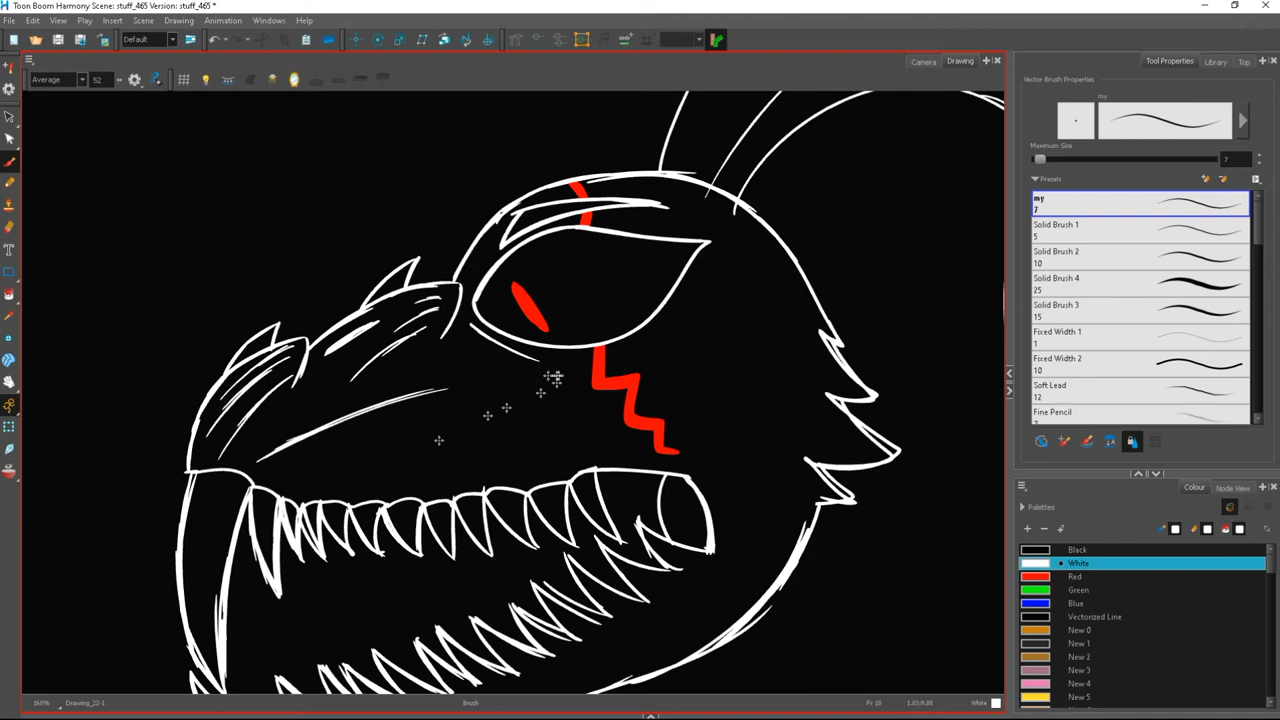 Toon Boom Harmony Scene: stuff_465 Version: stuff_465 *
File Edit View Play Insert Scene Drawing Animation Windows Help
Default
Camera Drawing
Average 52
Tool Properties Library Top
Vector Brush Properties
my
Maximum Size
7
Presets
my
7
Solid Brush 1
5
Solid Brush 2
10
Solid Brush 4
25
Solid Brush 3
15
Fixed Width 1
1
Fixed Width 2
10
Soft Lead
2
Fine Pencil
Colour Node View
Palettes
Black
White
Red
Green
Blue
Vectorized Line
New 0
New 1
New 2
New 3
New 4
New 5
160% Drawing_22-1 Brush Fr 10 White